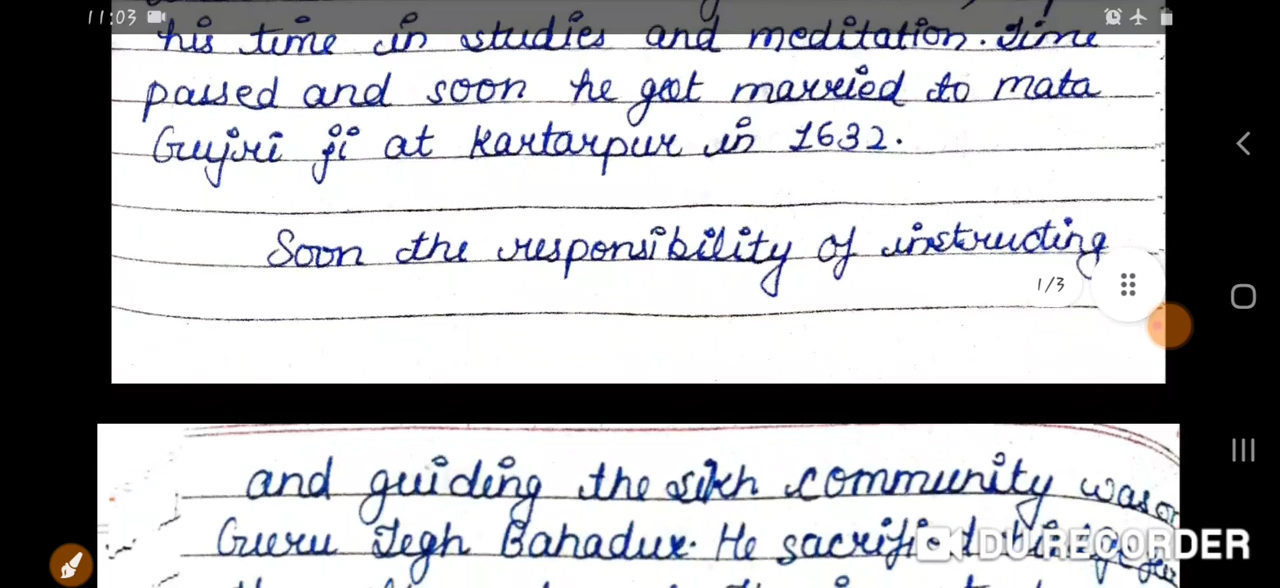 11:03
his time in studies and meditation. Time
passed and soon he got married to mata
Gujri ji at Kartarpur in 1632.
Soon the responsibility of instructing
1/3
and guiding the sikh community was on
Guru Tegh Bahadur. He sacrificed
DU RECORDER